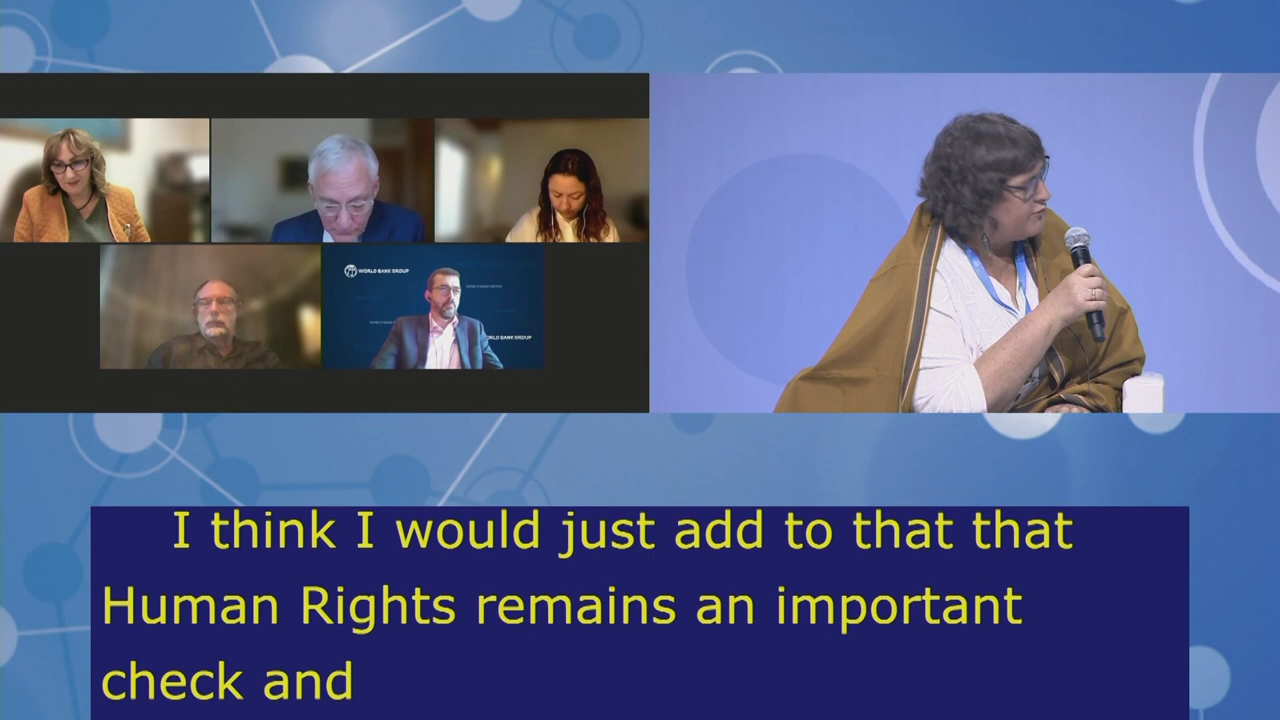 WORLD BANK GROUP
I think I would just add to that that
Human Rights remains an important
check and